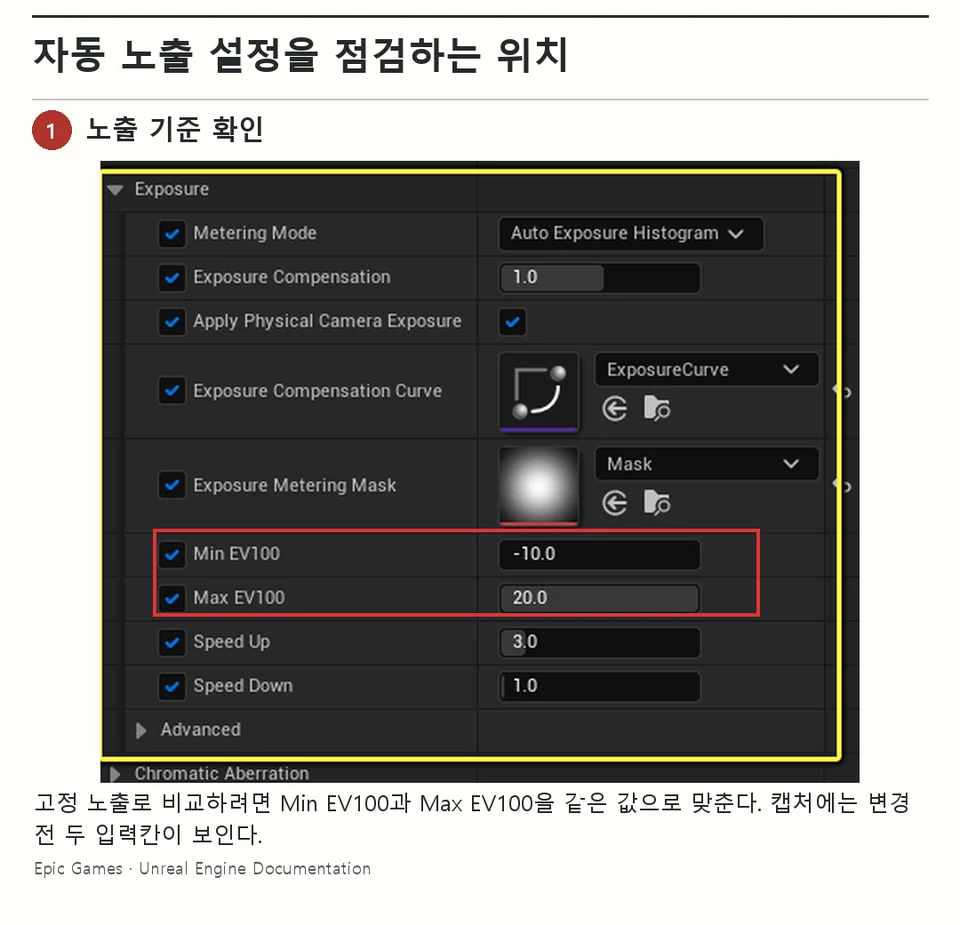 자동 노출 설정을 점검하는 위치
1 노출 기준 확인
Exposure
Metering Mode Auto Exposure Histogram
Exposure Compensation 1.0
Apply Physical Camera Exposure
Exposure Compensation Curve ExposureCurve
Exposure Metering Mask Mask
Min EV100 -10.0
Max EV100 20.0
Speed Up 3.0
Speed Down 1.0
Advanced
Chromatic Aberration
고정 노출로 비교하려면 Min EV100과 Max EV100을 같은 값으로 맞춘다. 캡처에는 변경
전 두 입력칸이 보인다.
Epic Games · Unreal Engine Documentation